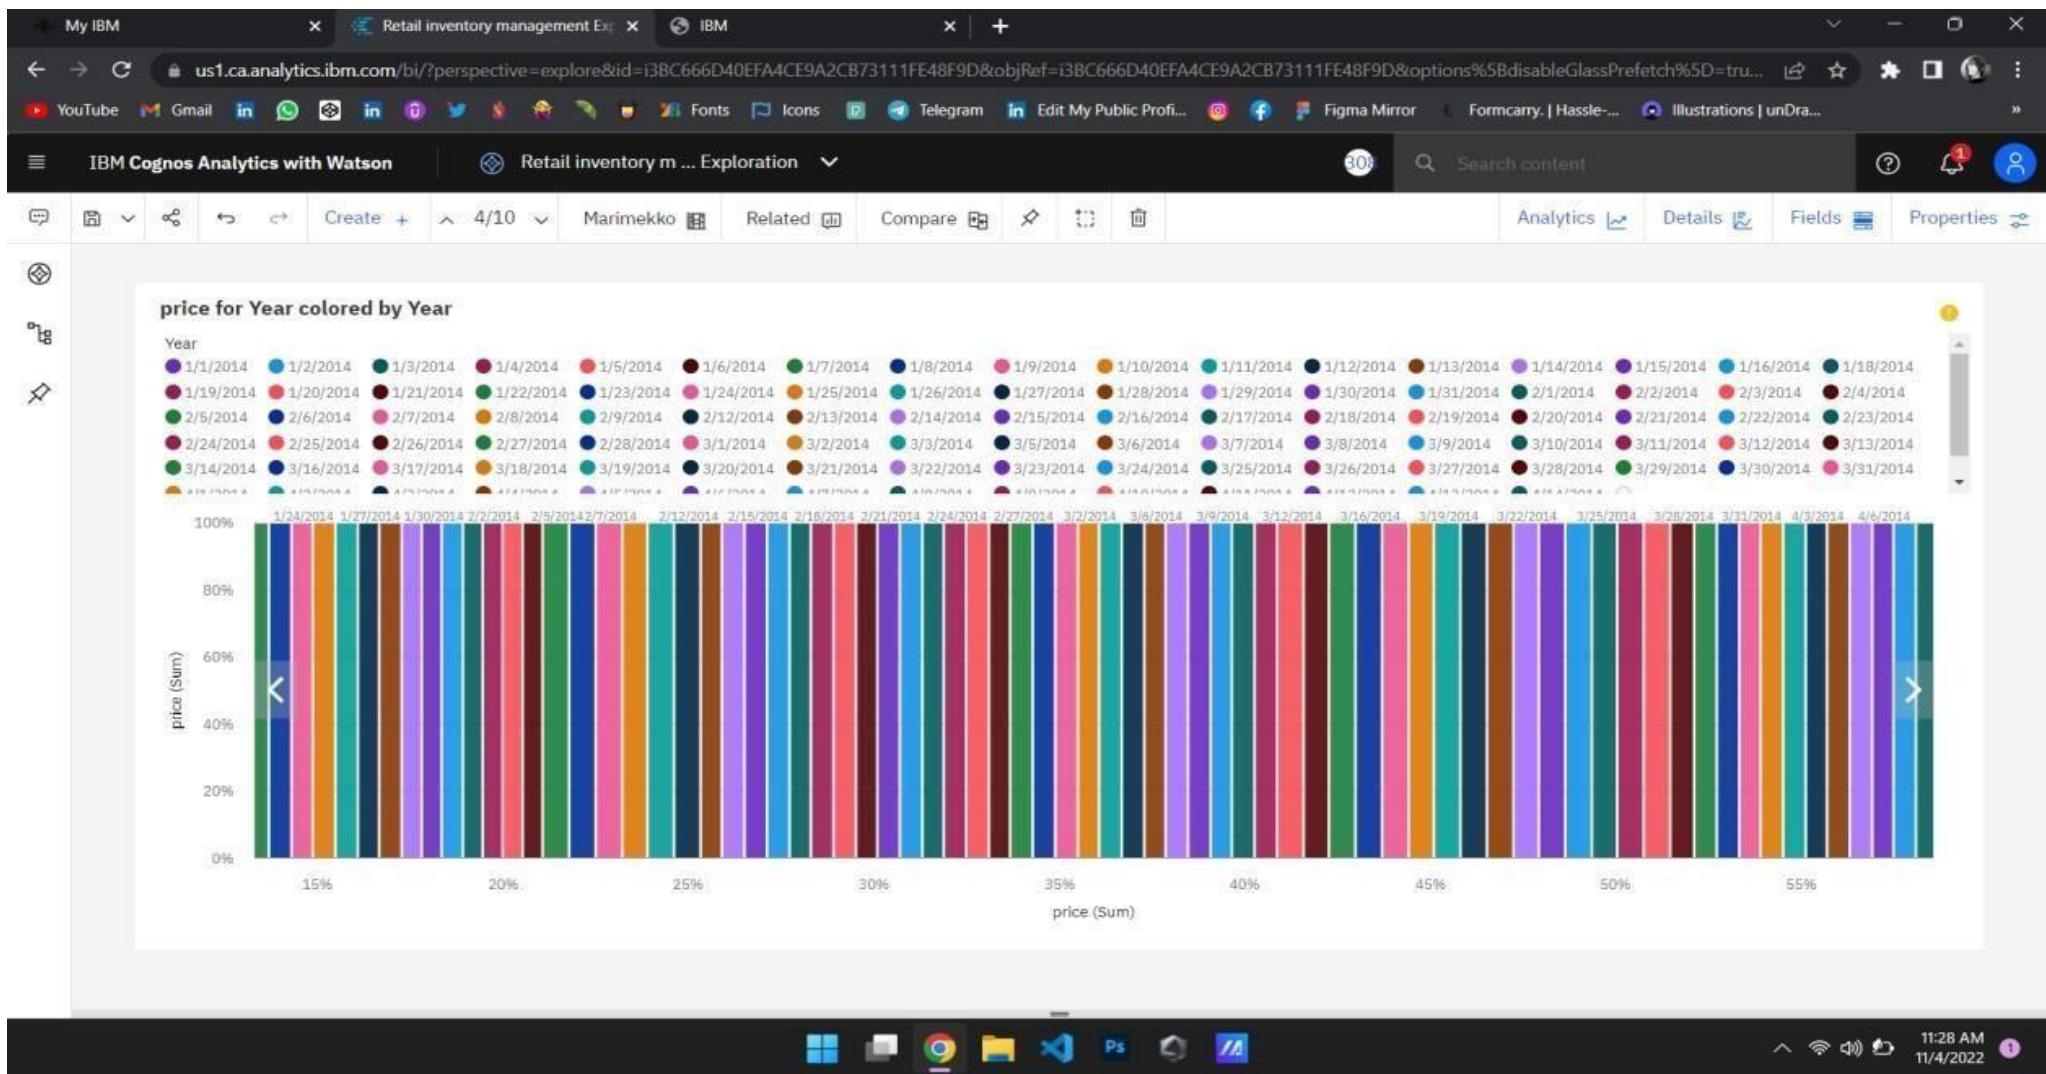 My IBM
Retail inventory management Ex
IBM
us1.ca.analytics.ibm.com/bi/?perspective=explore&id=i3BC666D40EFA4CE9A2CB73111FE48F9D&objRef=i3BC666D40EFA4CE9A2CB73111FE48F9D&options%5BdisableGlassPrefetch%5D=tru...
YouTube Gmail Fonts Icons Telegram Edit My Public Profi... Figma Mirror Formcarry. | Hassle-... Illustrations | unDra... »
IBM Cognos Analytics with Watson
Retail inventory m ... Exploration
308
Search content
1
Create + 4/10 Marimekko Related Compare Analytics Details Fields Properties
price for Year colored by Year
Year
1/1/2014 1/2/2014 1/3/2014 1/4/2014 1/5/2014 1/6/2014 1/7/2014 1/8/2014 1/9/2014 1/10/2014 1/11/2014 1/12/2014 1/13/2014 1/14/2014 1/15/2014 1/16/2014 1/18/2014
1/19/2014 1/20/2014 1/21/2014 1/22/2014 1/23/2014 1/24/2014 1/25/2014 1/26/2014 1/27/2014 1/28/2014 1/29/2014 1/30/2014 1/31/2014 2/1/2014 2/2/2014 2/3/2014 2/4/2014
2/5/2014 2/6/2014 2/7/2014 2/8/2014 2/9/2014 2/12/2014 2/13/2014 2/14/2014 2/15/2014 2/16/2014 2/17/2014 2/18/2014 2/19/2014 2/20/2014 2/21/2014 2/22/2014 2/23/2014
2/24/2014 2/25/2014 2/26/2014 2/27/2014 2/28/2014 3/1/2014 3/2/2014 3/3/2014 3/5/2014 3/6/2014 3/7/2014 3/8/2014 3/9/2014 3/10/2014 3/11/2014 3/12/2014 3/13/2014
3/14/2014 3/16/2014 3/17/2014 3/18/2014 3/19/2014 3/20/2014 3/21/2014 3/22/2014 3/23/2014 3/24/2014 3/25/2014 3/26/2014 3/27/2014 3/28/2014 3/29/2014 3/30/2014 3/31/2014
1/24/2014 1/27/2014 1/30/2014 2/2/2014 2/5/2014 2/7/2014 2/12/2014 2/15/2014 2/18/2014 2/21/2014 2/24/2014 2/27/2014 3/2/2014 3/6/2014 3/9/2014 3/12/2014 3/16/2014 3/19/2014 3/22/2014 3/25/2014 3/28/2014 3/31/2014 4/3/2014 4/6/2014
100%
80%
60%
40%
20%
0%
price (Sum)
15% 20% 25% 30% 35% 40% 45% 50% 55%
price (Sum)
Ps
11:28 AM
11/4/2022
1